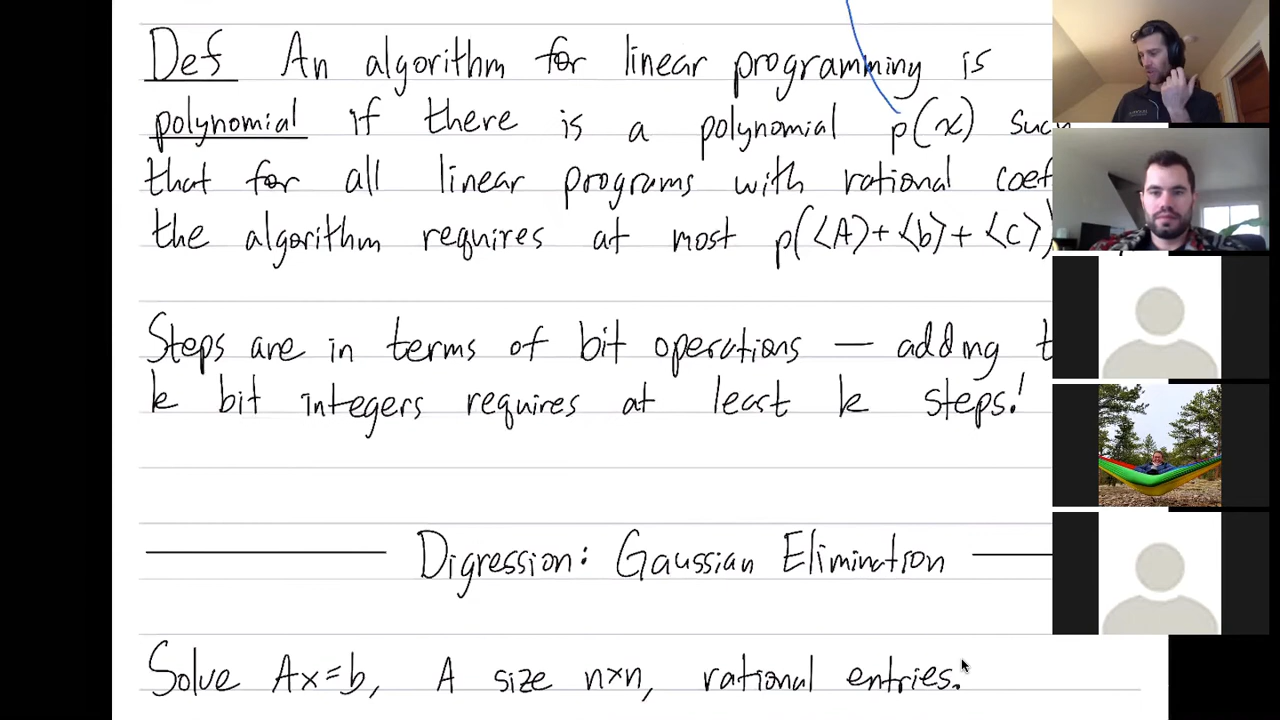 Def An algorithm for linear programming is
polynomial if there is a polynomial p(x)
that for all linear programs with rational
the algorithm requires at most p(⟨A⟩+⟨b⟩+⟨c⟩)
Steps are in terms of bit operations — adding
k bit integers requires at least k steps!
Digression: Gaussian Elimination
Solve Ax=b, A size n×n, rational entries.